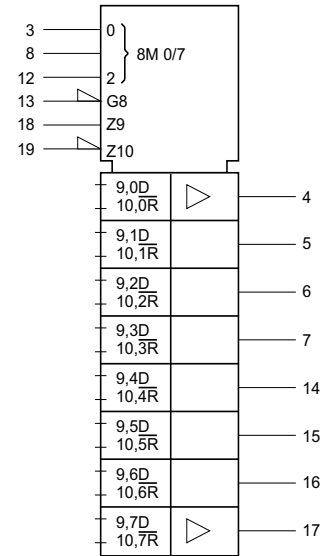 3 0
8 8M 0/7
12 2
13 G8
18 Z9
19 Z10
9,0D
10,0R 4
9,1D
10,1R 5
9,2D
10,2R 6
9,3D
10,3R 7
9,4D
10,4R 14
9,5D
10,5R 15
9,6D
10,6R 16
9,7D
10,7R 17